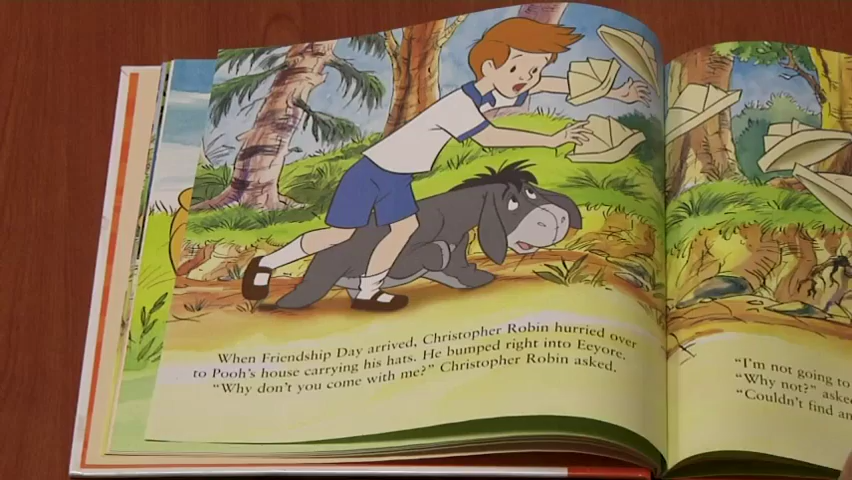 When Friendship Day arrived, Christopher Robin hurried over
to Pooh's house carrying his hats. He bumped right into Eeyore.
"Why don't you come with me?" Christopher Robin asked.
"I'm not going to
"Why not?" asked
"Couldn't find an